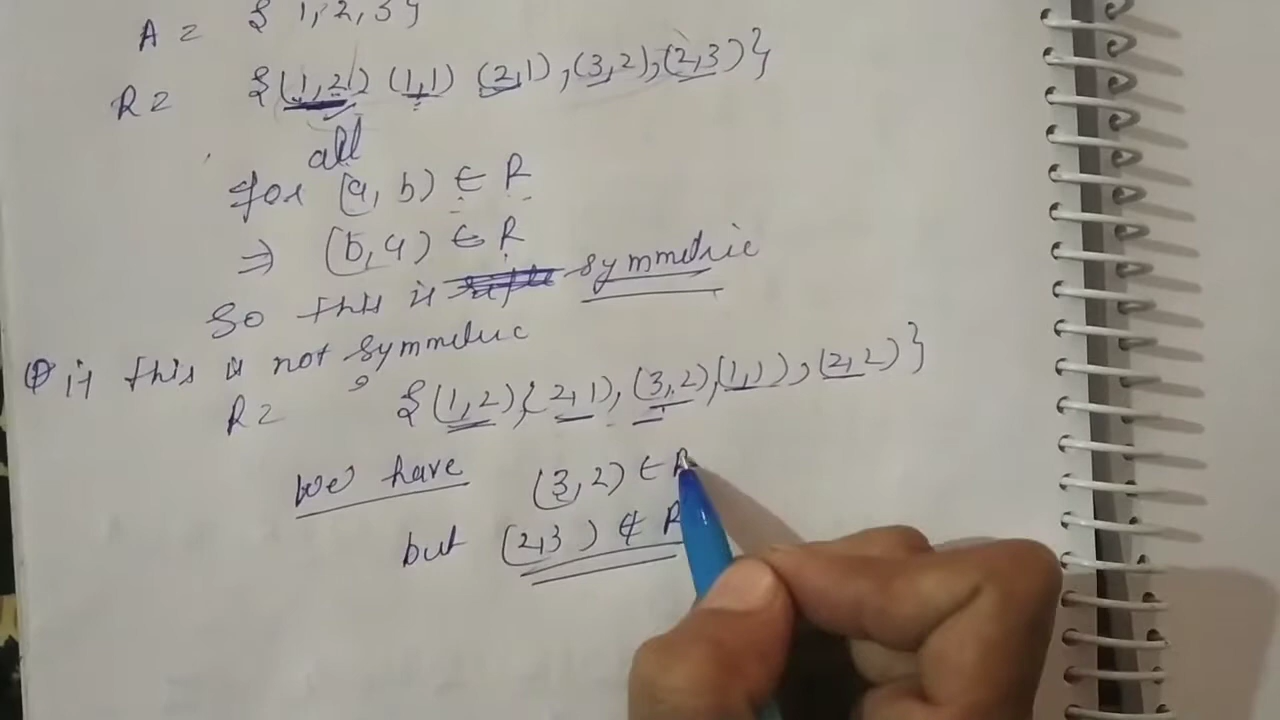 A = { 1, 2, 3 }
R = { (1,2) (1,1) (2,1), (3,2), (2,3) }
all
for (a, b) ∈ R
⇒ (b, a) ∈ R
So this is symmetric
if this is not symmetric
R = { (1,2), (2,1), (3,2), (1,1), (2,2) }
We have (3,2) ∈ R
but (2,3) ∉ R